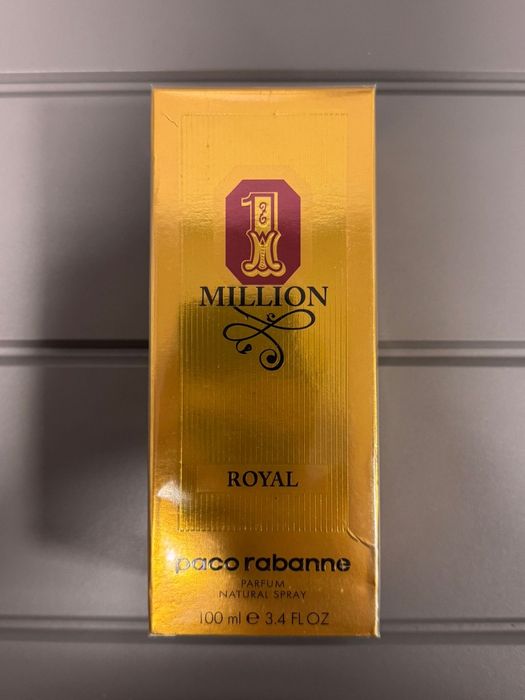 1
MILLION
ROYAL
paco rabanne
PARFUM
NATURAL SPRAY
100 ml e 3.4 FL OZ